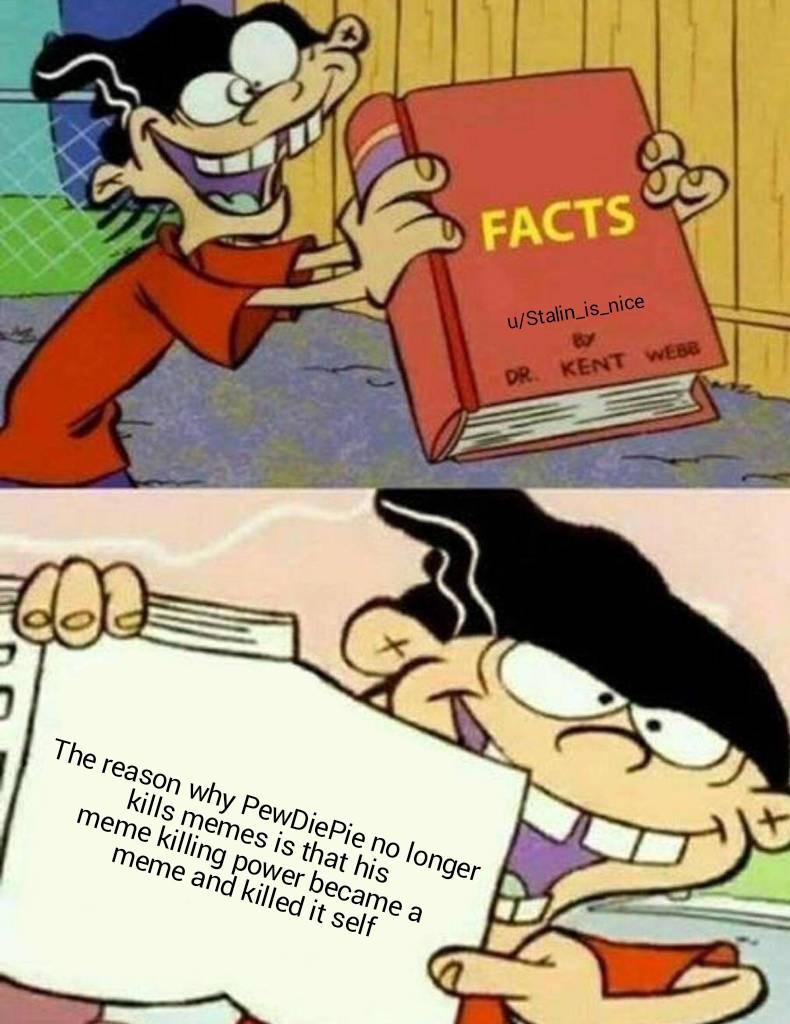 FACTS
u/Stalin_is_nice
By
DR. KENT WEBB
The reason why PewDiePie no longer
kills memes is that his
meme killing power became a
meme and killed it self